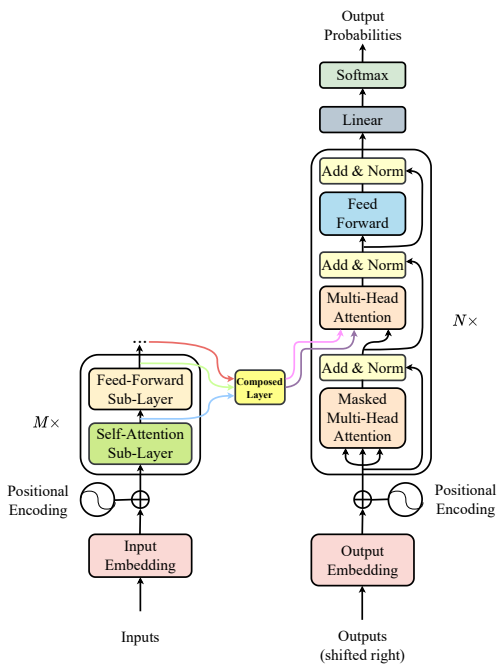 Output
Probabilities
Softmax
Linear
Add & Norm
Feed
Forward
Add & Norm
Multi-Head
Attention
N×
Add & Norm
Masked
Multi-Head
Attention
...
Composed
Layer
Feed-Forward
Sub-Layer
M×
Self-Attention
Sub-Layer
Positional
Encoding
Positional
Encoding
Input
Embedding
Output
Embedding
Inputs
Outputs
(shifted right)